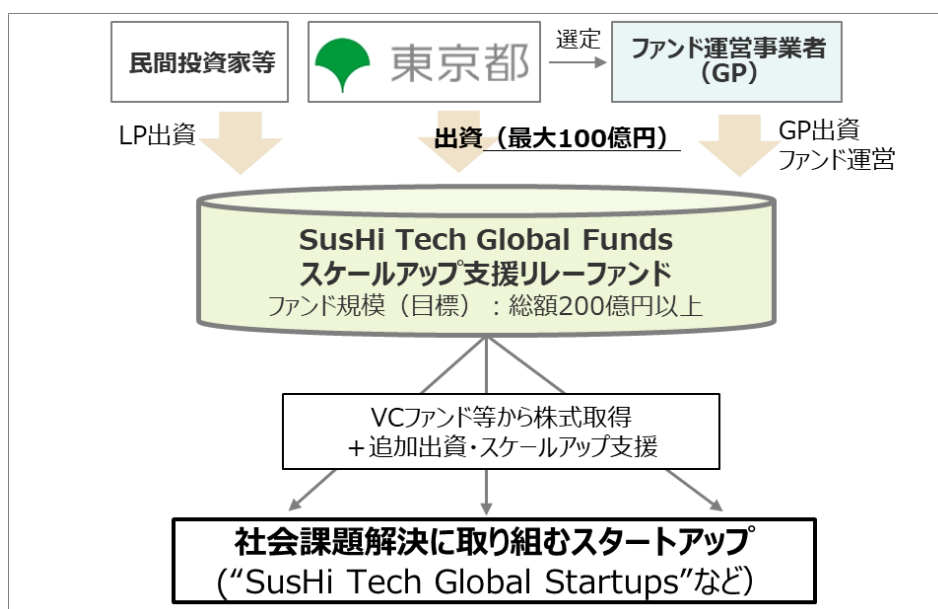 民間投資家等
東京都
選定
ファンド運営事業者
（GP）
LP出資
出資（最大100億円）
GP出資
ファンド運営
SusHi Tech Global Funds
スケールアップ支援リレーファンド
ファンド規模（目標）：総額200億円以上
VCファンド等から株式取得
＋追加出資・スケールアップ支援
社会課題解決に取り組むスタートアップ
(“SusHi Tech Global Startups”など）